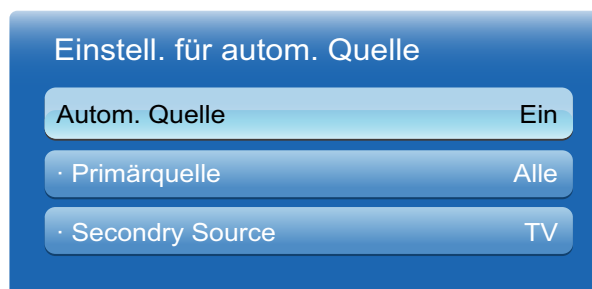 Einstell. für autom. Quelle
Autom. Quelle Ein
· Primärquelle Alle
· Secondry Source TV